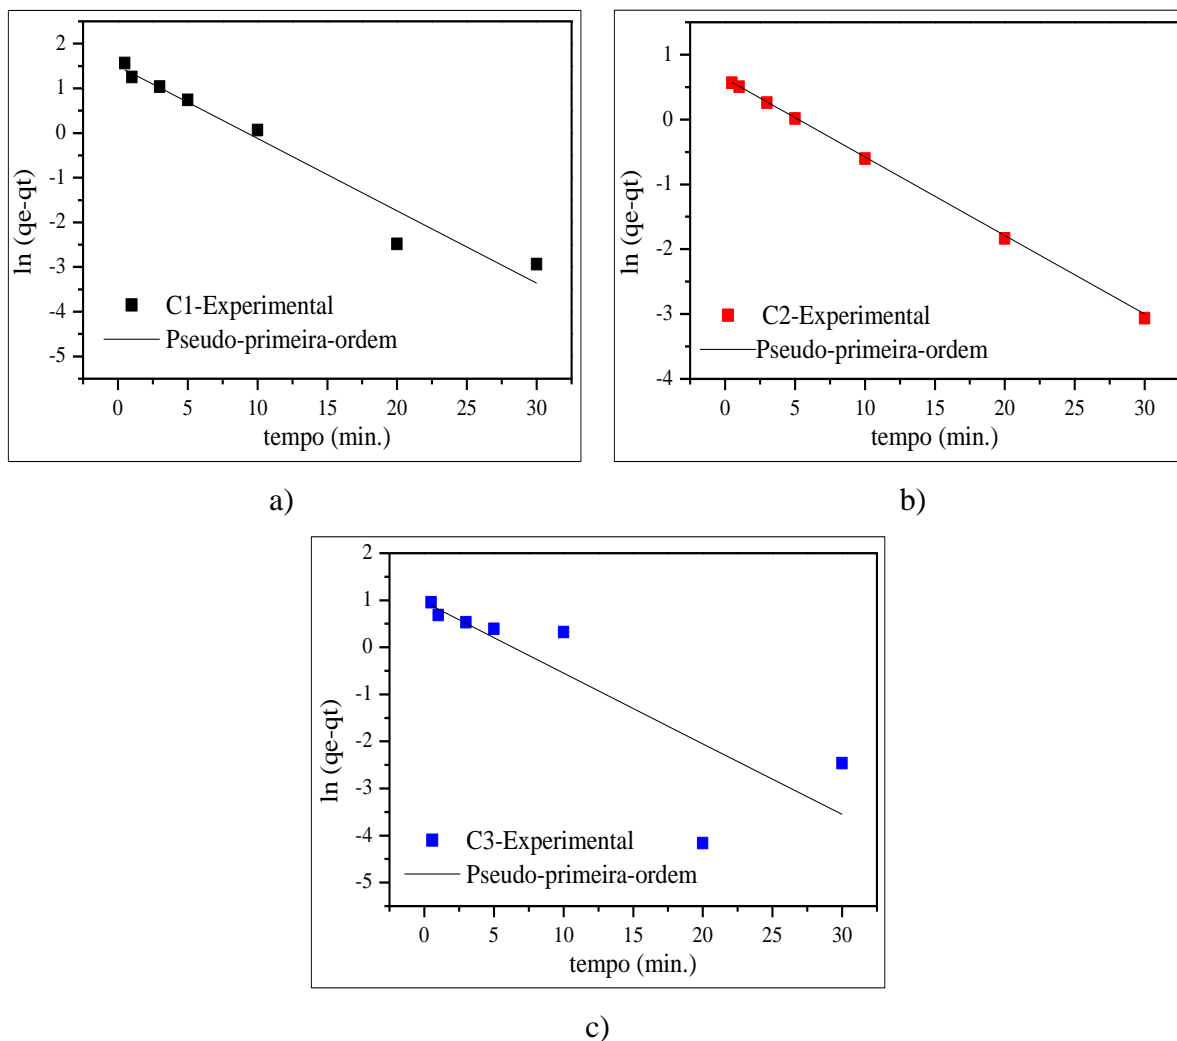 2
1
0
-1
-2
-3
-4
-5
ln (qe-qt)
C1-Experimental
Pseudo-primeira-ordem
0 5 10 15 20 25 30
tempo (min.)
a)
1
0
-1
-2
-3
-4
ln (qe-qt)
C2-Experimental
Pseudo-primeira-ordem
0 5 10 15 20 25 30
tempo (min.)
b)
2
1
0
-1
-2
-3
-4
-5
ln (qe-qt)
C3-Experimental
Pseudo-primeira-ordem
0 5 10 15 20 25 30
tempo (min.)
c)